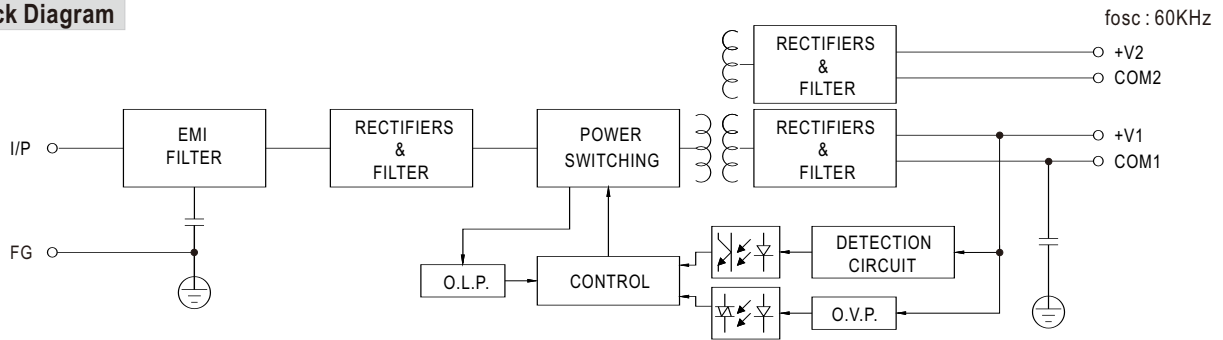 ck Diagram
fosc : 60KHz
RECTIFIERS
&
FILTER
+V2
COM2
I/P
EMI
FILTER
RECTIFIERS
&
FILTER
POWER
SWITCHING
RECTIFIERS
&
FILTER
+V1
COM1
FG
O.L.P.
CONTROL
DETECTION
CIRCUIT
O.V.P.